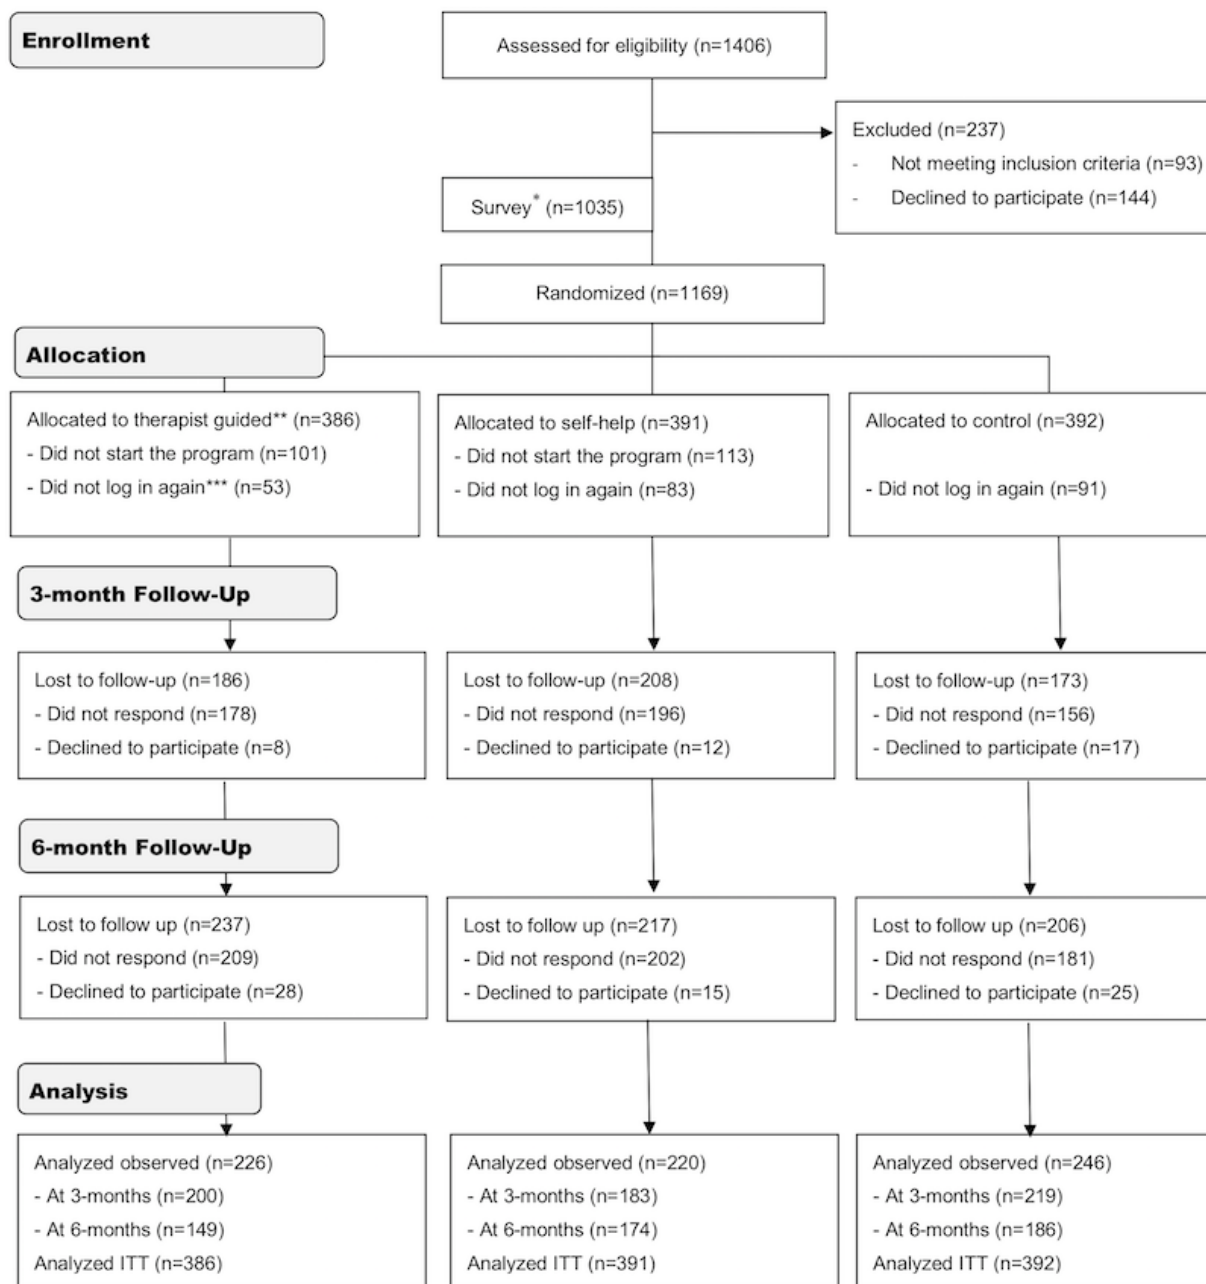 Enrollment
Assessed for eligibility (n=1406)
Excluded (n=237)
- Not meeting inclusion criteria (n=93)
- Declined to participate (n=144)
Survey* (n=1035)
Randomized (n=1169)
Allocation
Allocated to therapist guided** (n=386)
- Did not start the program (n=101)
- Did not log in again*** (n=53)
Allocated to self-help (n=391)
- Did not start the program (n=113)
- Did not log in again (n=83)
Allocated to control (n=392)
- Did not log in again (n=91)
3-month Follow-Up
Lost to follow-up (n=186)
- Did not respond (n=178)
- Declined to participate (n=8)
Lost to follow-up (n=208)
- Did not respond (n=196)
- Declined to participate (n=12)
Lost to follow-up (n=173)
- Did not respond (n=156)
- Declined to participate (n=17)
6-month Follow-Up
Lost to follow up (n=237)
- Did not respond (n=209)
- Declined to participate (n=28)
Lost to follow up (n=217)
- Did not respond (n=202)
- Declined to participate (n=15)
Lost to follow up (n=206)
- Did not respond (n=181)
- Declined to participate (n=25)
Analysis
Analyzed observed (n=226)
- At 3-months (n=200)
- At 6-months (n=149)
Analyzed ITT (n=386)
Analyzed observed (n=220)
- At 3-months (n=183)
- At 6-months (n=174)
Analyzed ITT (n=391)
Analyzed observed (n=246)
- At 3-months (n=219)
- At 6-months (n=186)
Analyzed ITT (n=392)